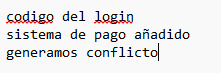 codigo del login
sistema de pago añadido
generamos conflicto